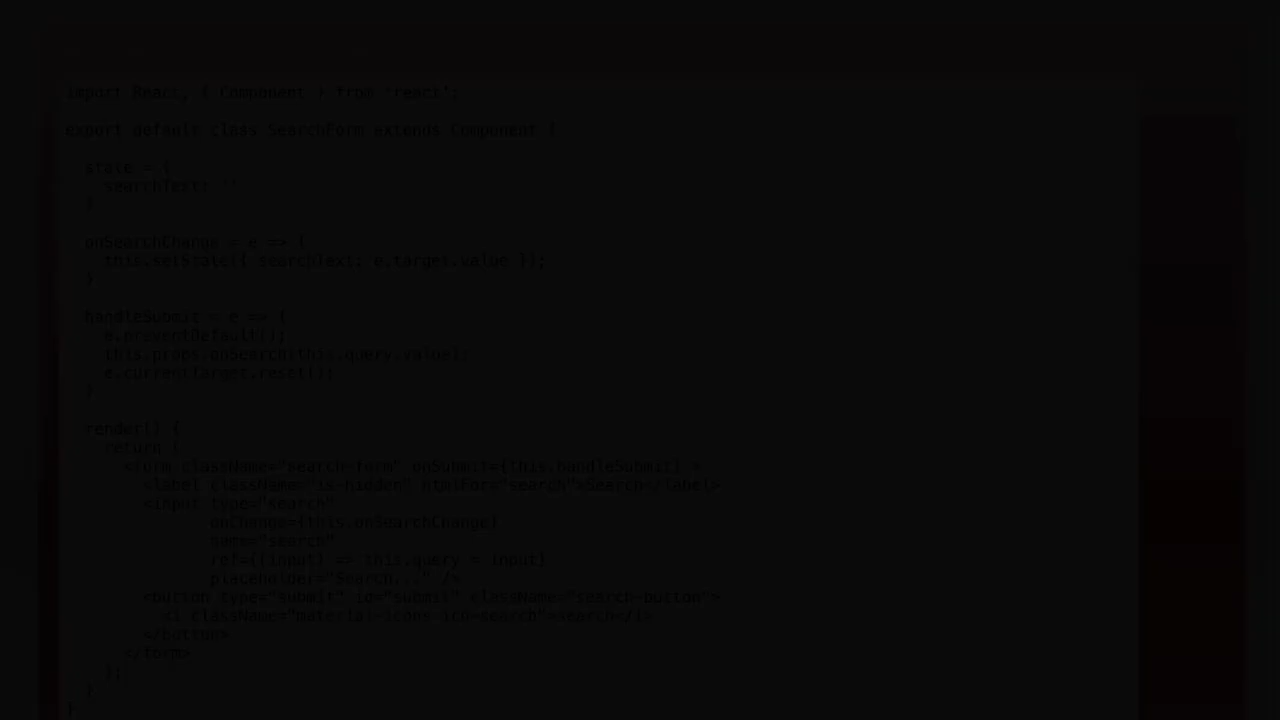 import React, { Component } from 'react';
export default class SearchForm extends Component {
state = {
searchText: ''
}
onSearchChange = e => {
this.setState({ searchText: e.target.value });
}
handleSubmit = e => {
e.preventDefault();
this.props.onSearch(this.query.value);
e.currentTarget.reset();
}
render() {
return (
<form className="search-form" onSubmit={this.handleSubmit} >
<label className="is-hidden" htmlFor="search">Search</label>
<input type="search"
onChange={this.onSearchChange}
name="search"
ref={(input) => this.query = input}
placeholder="Search..." />
<button type="submit" id="submit" className="search-button">
<i className="material-icons icn-search">search</i>
</button>
</form>
);
}
}